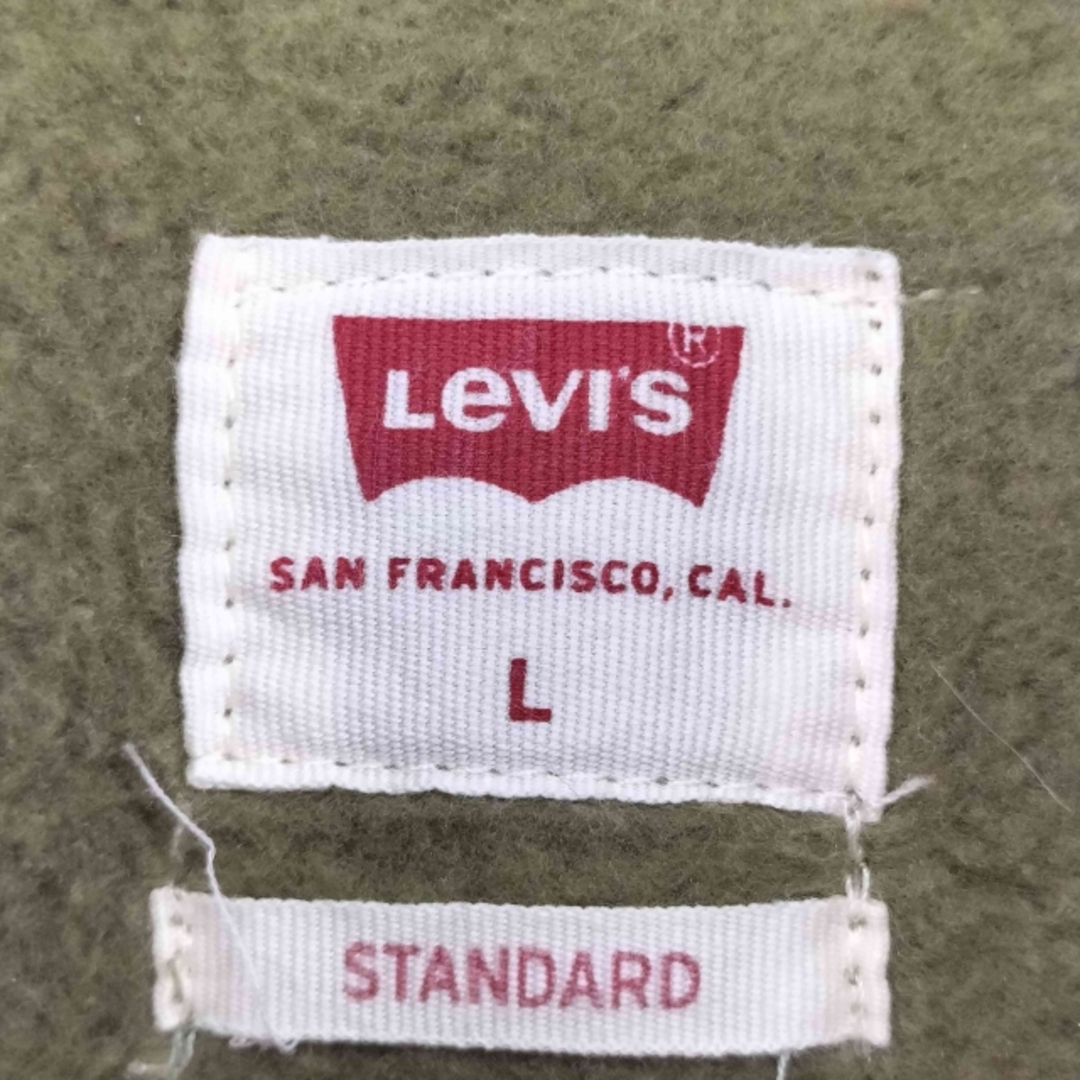 Levi's ®
SAN FRANCISCO, CAL.
L
STANDARD